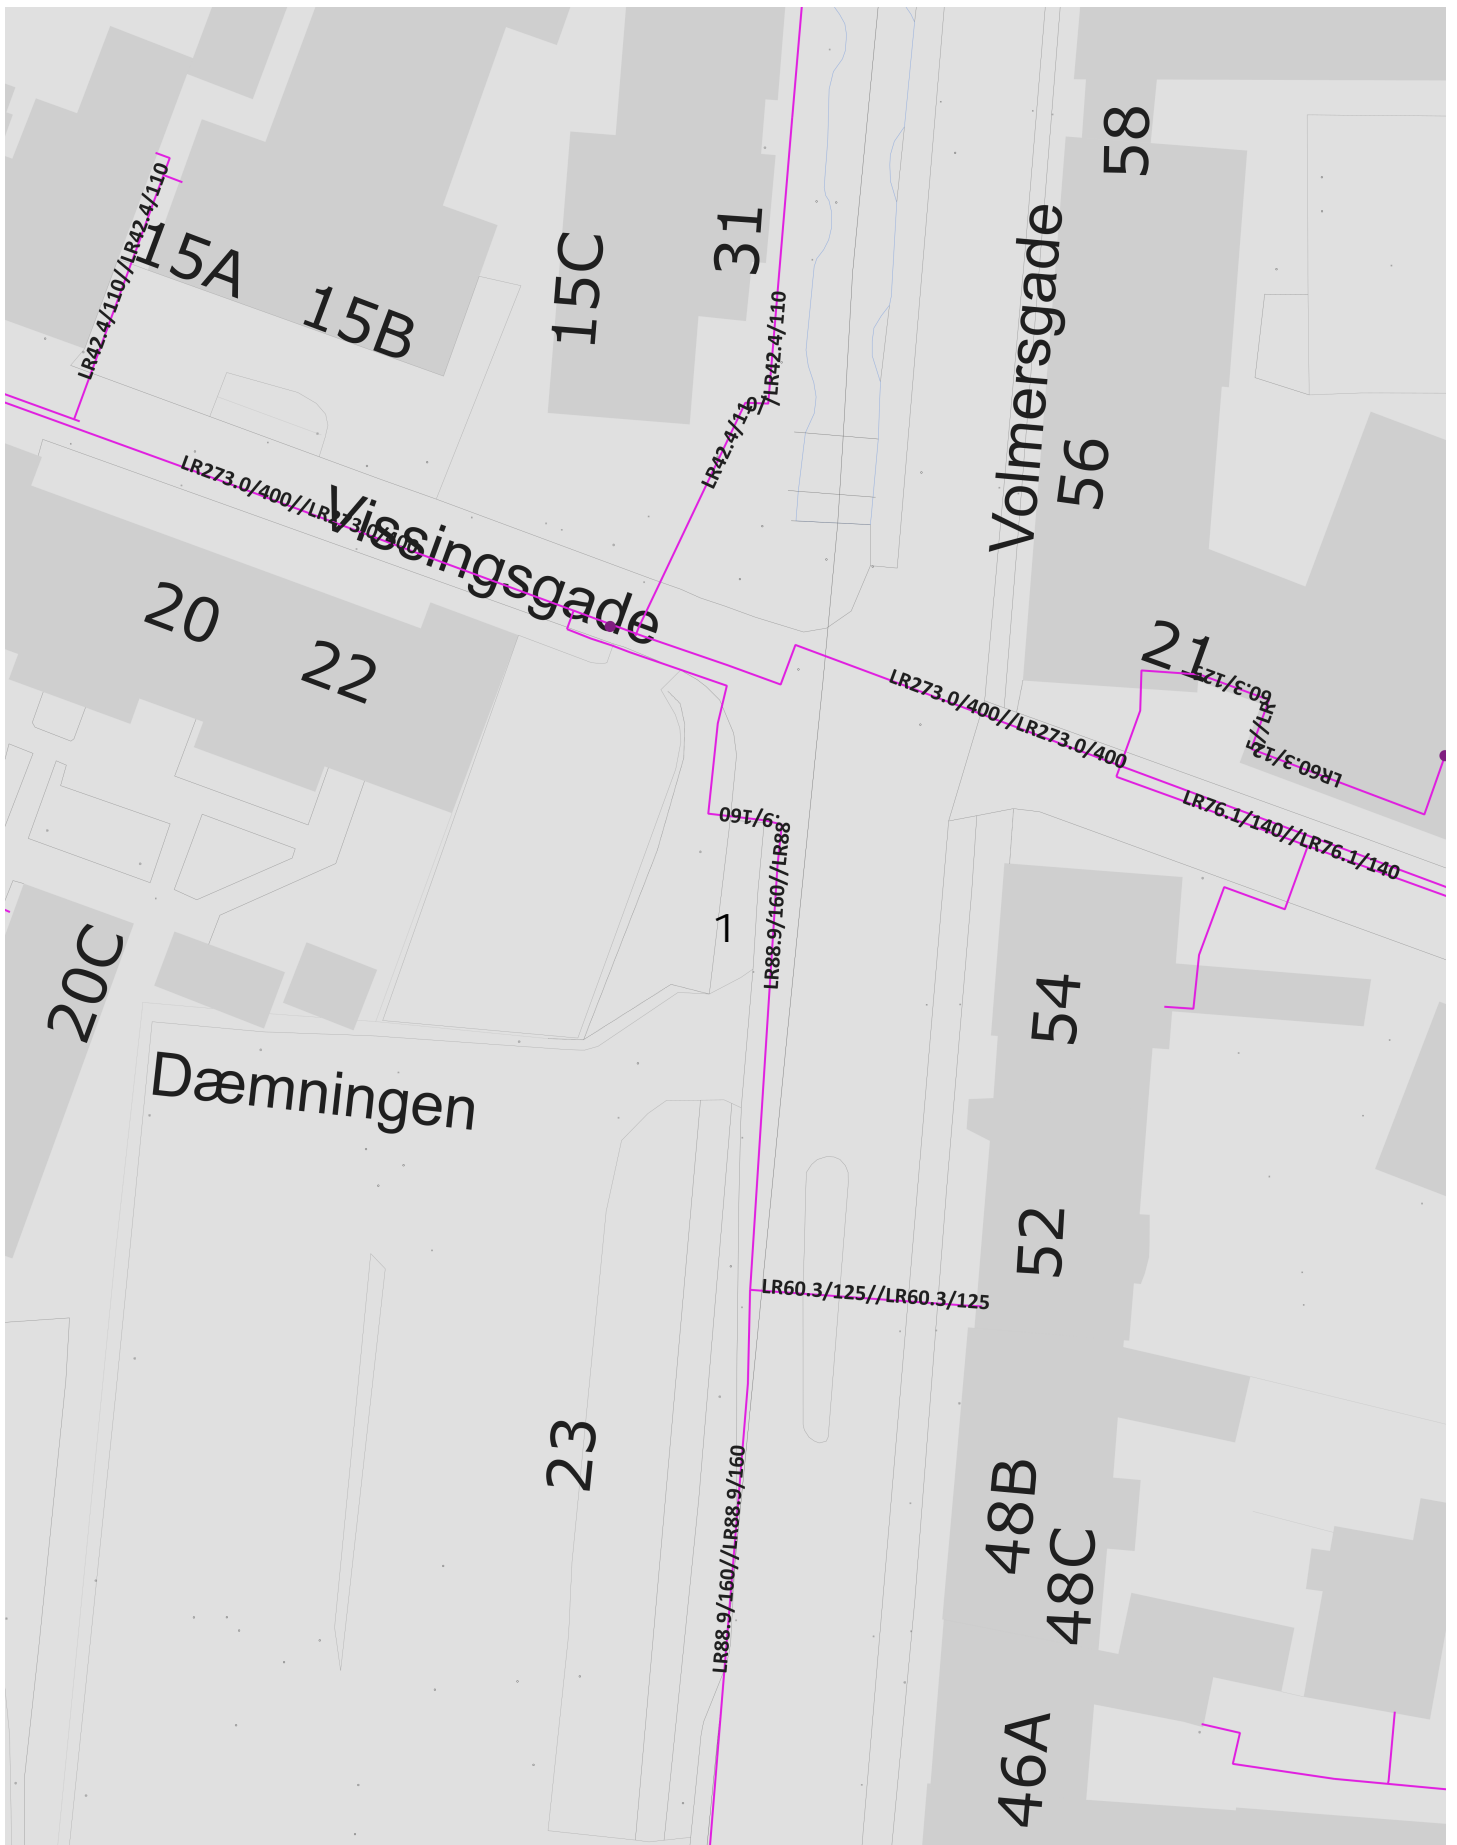 58
LR42.4/110//LR42.4/110
15A
31
15C
15B
LR42.4/110//LR42.4/110
Volmersgade
56
LR273.0/400//LR273.0/400
Vissingsgade
20
22
21
LR273.0/400//LR273.0/400
LR60.3/125//LR60.3/125
LR76.1/140//LR76.1/140
LR88.9/160//LR88.9/160
1
20C
54
Dæmningen
52
LR60.3/125//LR60.3/125
23
LR88.9/160//LR88.9/160
48B
48C
46A